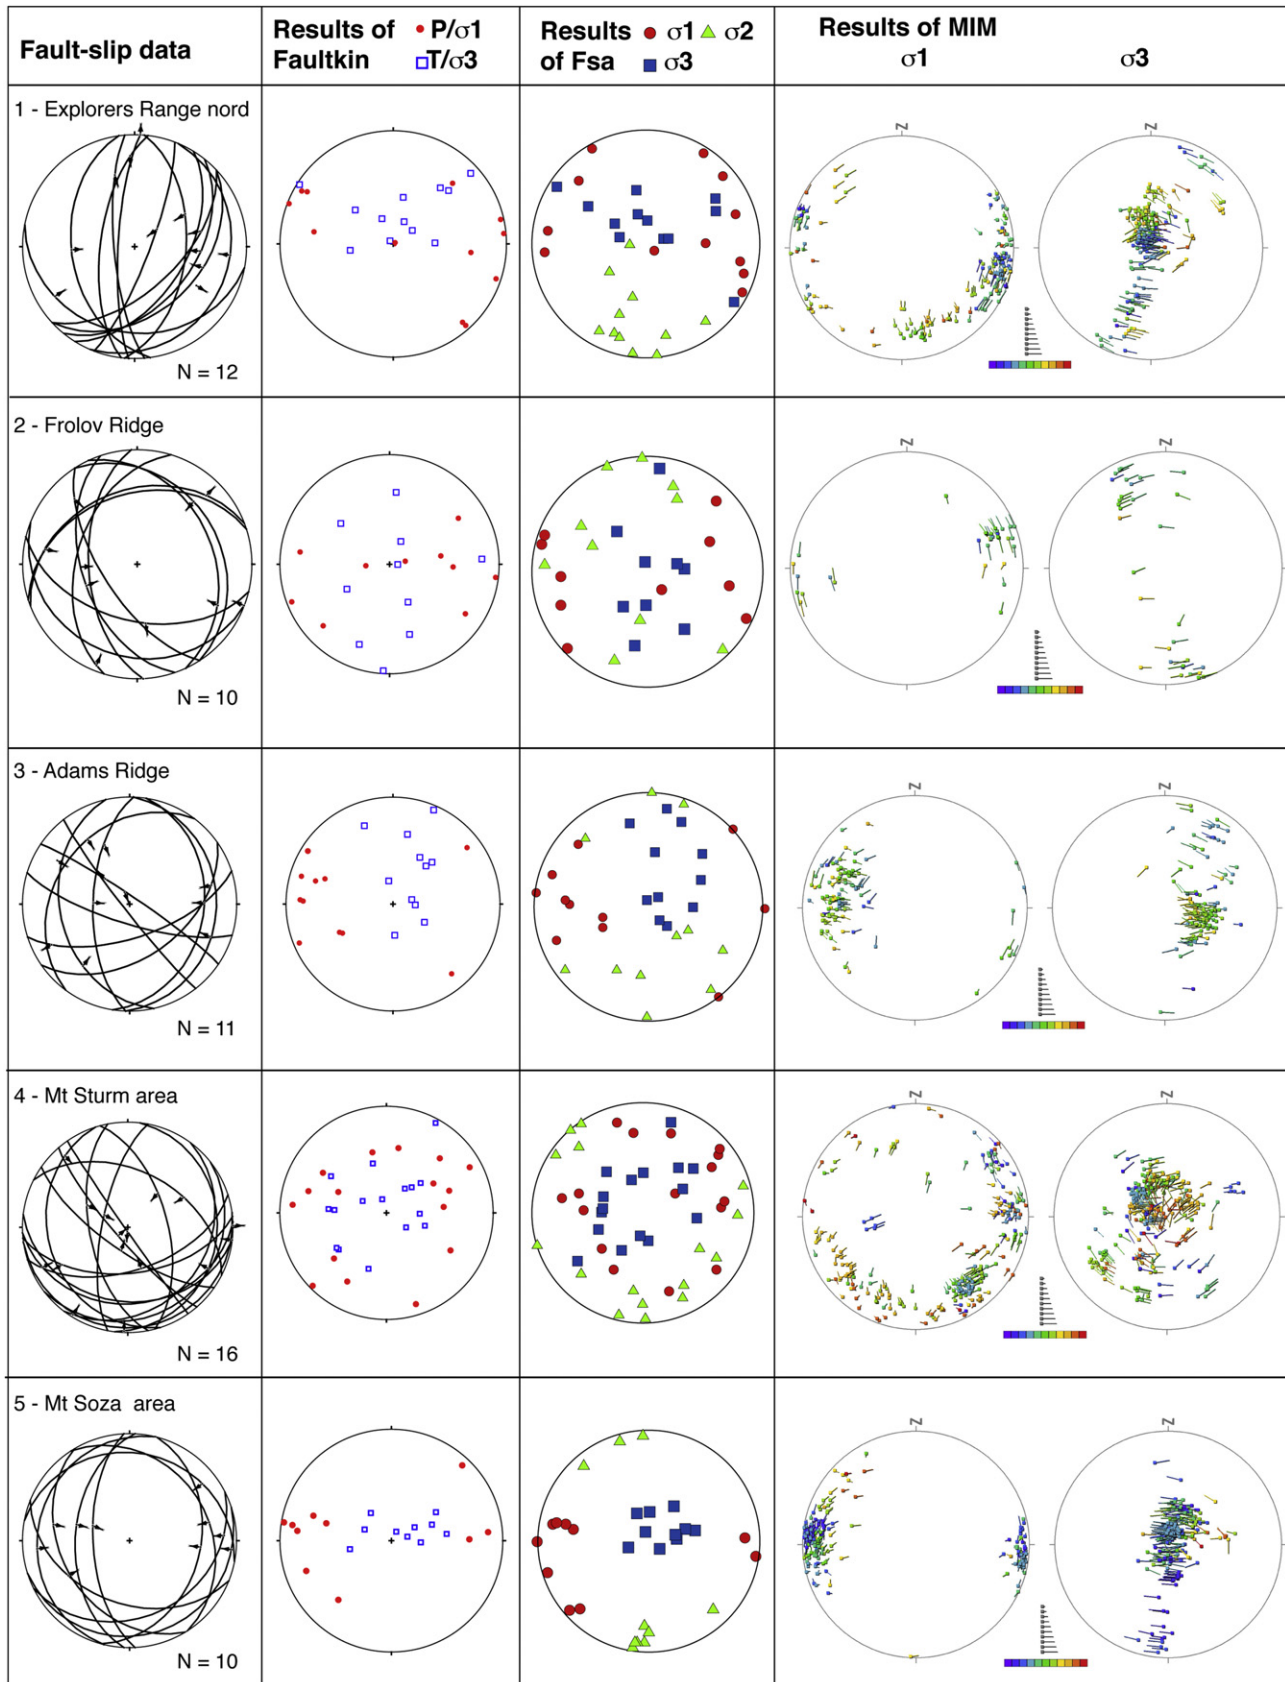 Fault-slip data
Results of Faultkin
P/σ1
T/σ3
Results of Fsa
σ1
σ2
σ3
Results of MIM
σ1
σ3
1 - Explorers Range nord
N = 12
N
N
2 - Frolov Ridge
N = 10
N
N
3 - Adams Ridge
N = 11
N
N
4 - Mt Sturm area
N = 16
N
N
5 - Mt Soza area
N = 10
N
N